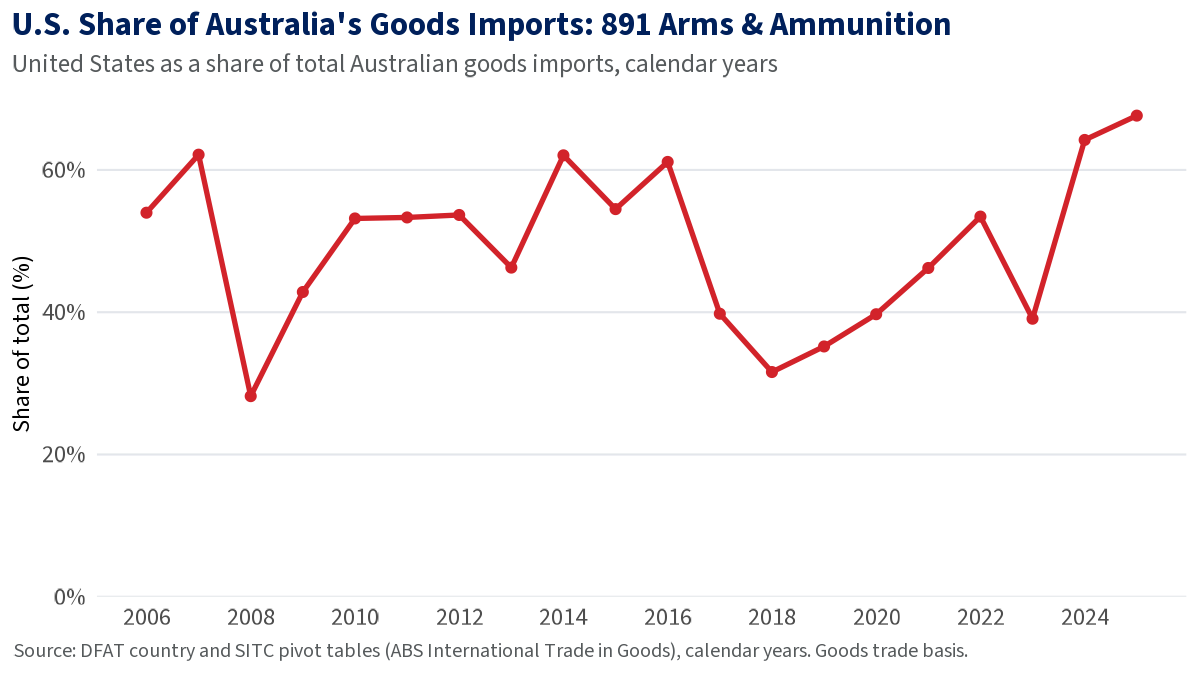 U.S. Share of Australia's Goods Imports: 891 Arms & Ammunition
United States as a share of total Australian goods imports, calendar years
Share of total (%)
60%
40%
20%
0%
2006 2008 2010 2012 2014 2016 2018 2020 2022 2024
Source: DFAT country and SITC pivot tables (ABS International Trade in Goods), calendar years. Goods trade basis.